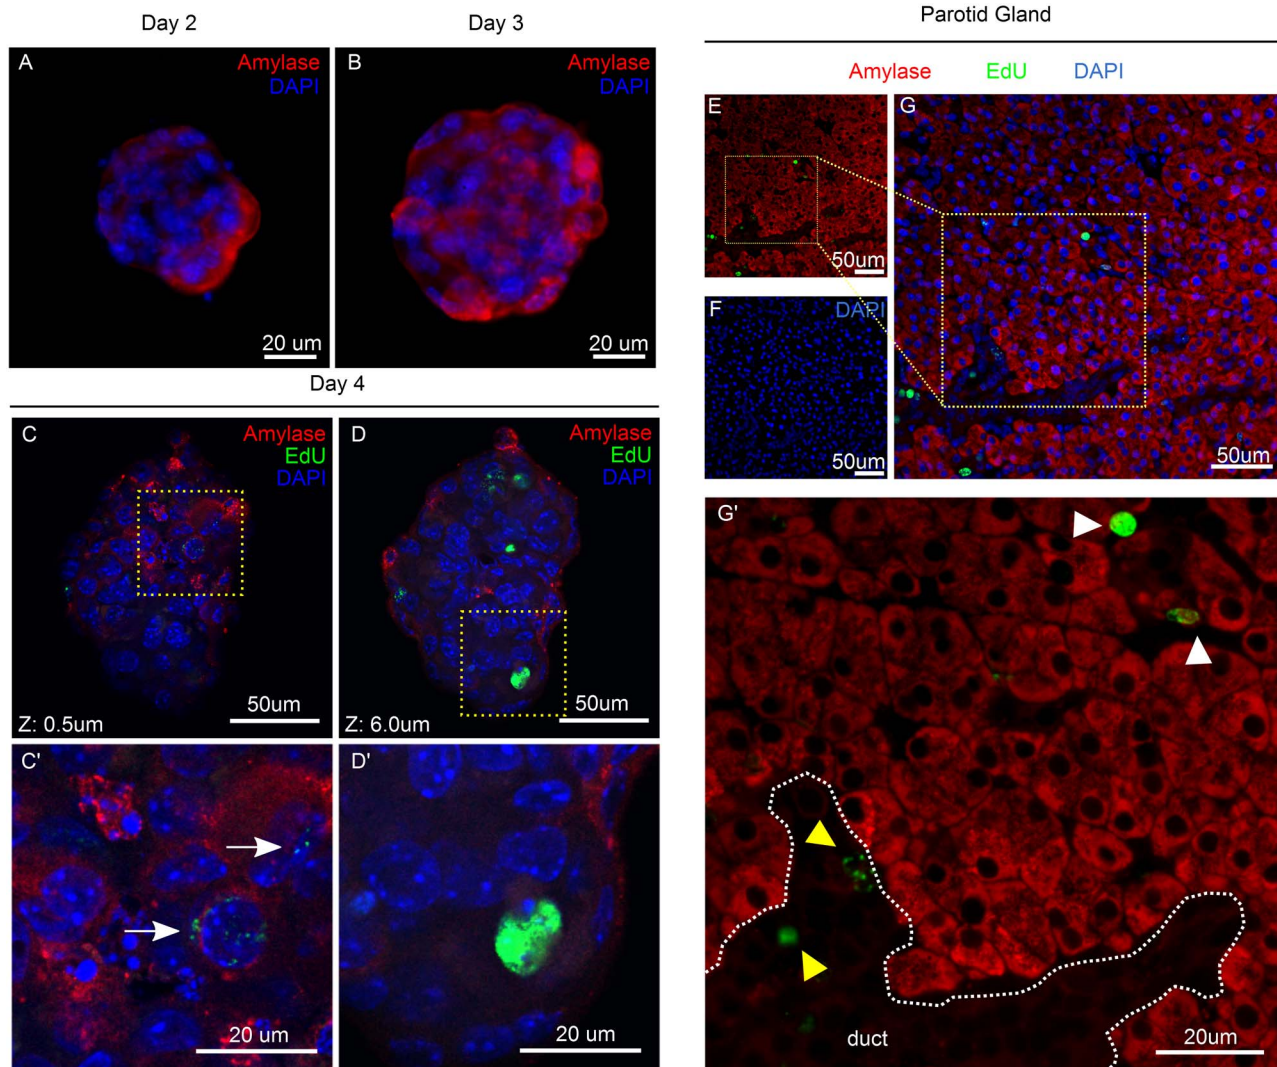 Day 2
Day 3
A
Amylase
DAPI
20 um
B
Amylase
DAPI
20 um
Day 4
C
Amylase
EdU
DAPI
Z: 0.5um
50um
D
Amylase
EdU
DAPI
Z: 6.0um
50um
C'
20 um
D'
20 um
Parotid Gland
Amylase EdU DAPI
E
50um
F
DAPI
50um
G
50um
G'
duct
20um